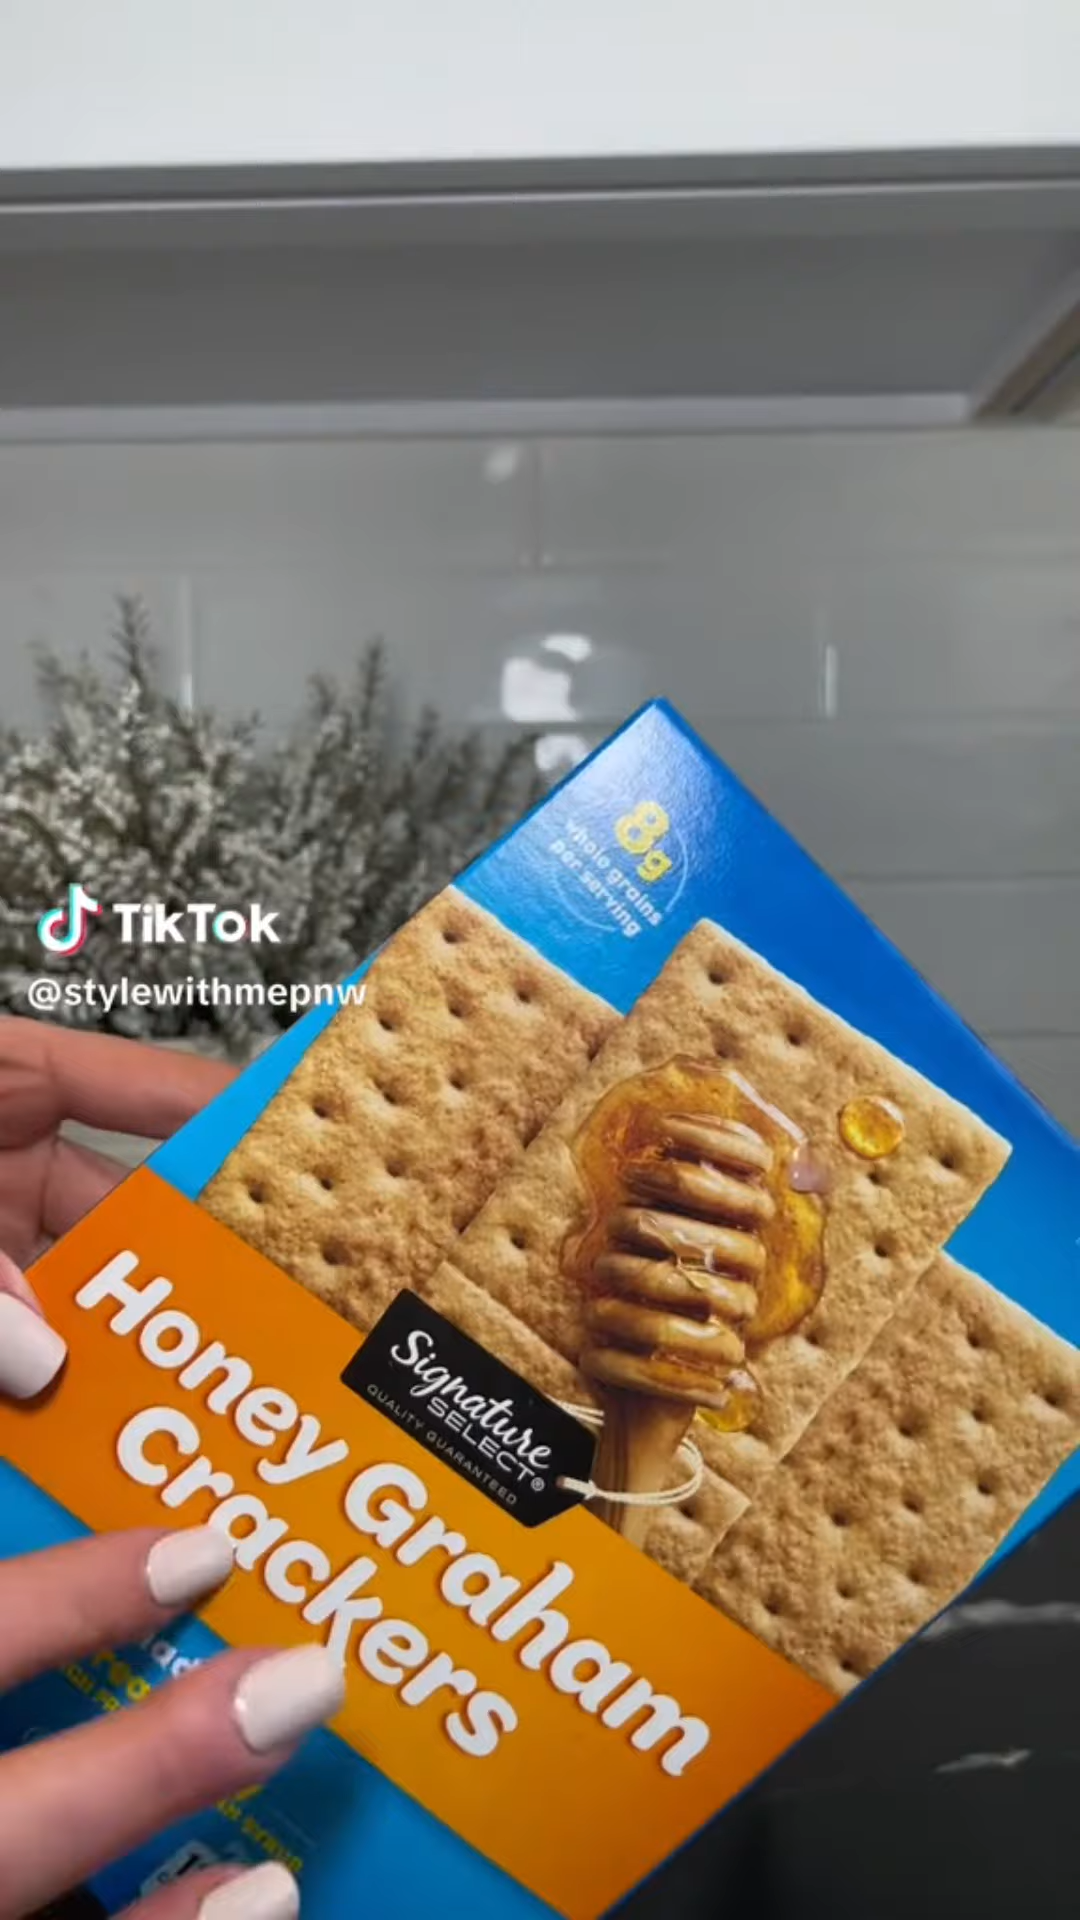 8g
whole grains
per serving
TikTok
@stylewithmepnw
Signature
SELECT®
QUALITY GUARANTEED
Honey Graham
Crackers